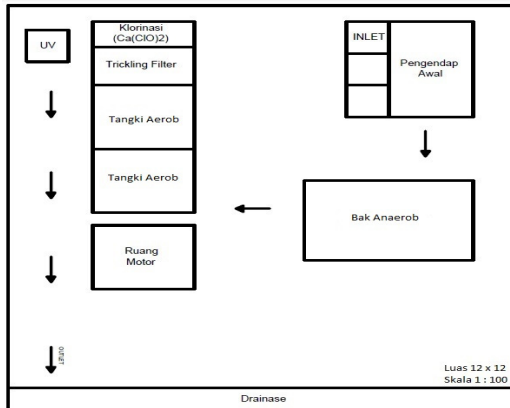 UV
Klorinasi
(Ca(ClO)2)
Trickling Filter
Tangki Aerob
Tangki Aerob
Ruang
Motor
INLET
Pengendap
Awal
Bak Anaerob
OUTLET
Luas 12 x 12
Skala 1 : 100
Drainase